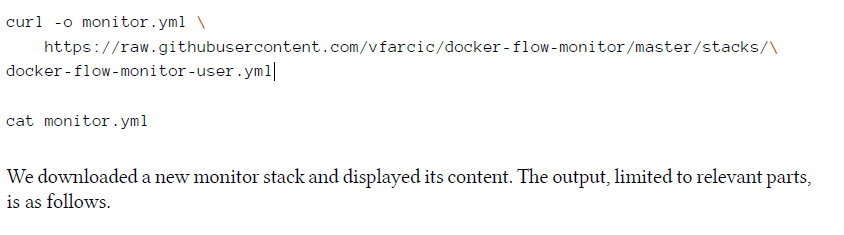 curl -o monitor.yml \
https://raw.githubusercontent.com/vfarcic/docker-flow-monitor/master/stacks/\
docker-flow-monitor-user.yml
cat monitor.yml
We downloaded a new monitor stack and displayed its content. The output, limited to relevant parts,
is as follows.